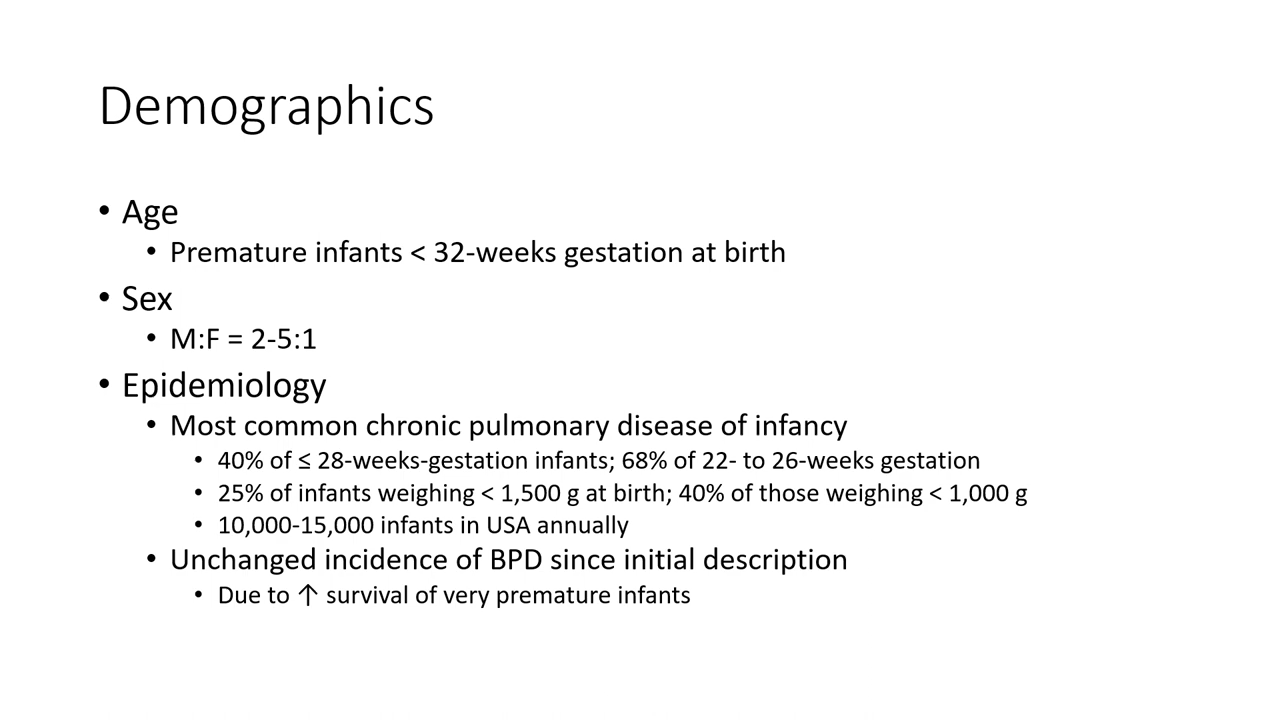 Demographics
• Age
• Premature infants < 32-weeks gestation at birth
• Sex
• M:F = 2-5:1
• Epidemiology
• Most common chronic pulmonary disease of infancy
• 40% of ≤ 28-weeks-gestation infants; 68% of 22- to 26-weeks gestation
• 25% of infants weighing < 1,500 g at birth; 40% of those weighing < 1,000 g
• 10,000-15,000 infants in USA annually
• Unchanged incidence of BPD since initial description
• Due to ↑ survival of very premature infants